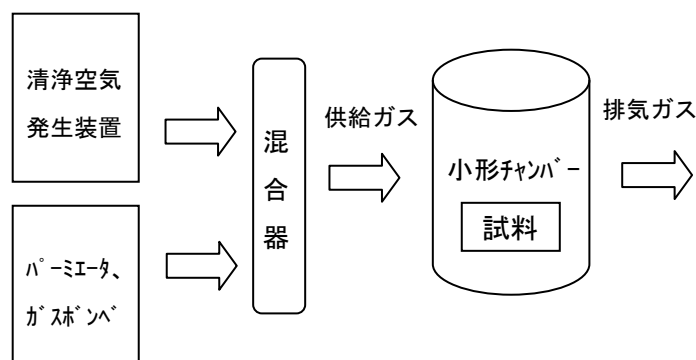 清浄空気
発生装置
パーミエータ、
ガスボンベ
混
合
器
供給ガス
小形チャンバー
試料
排気ガス